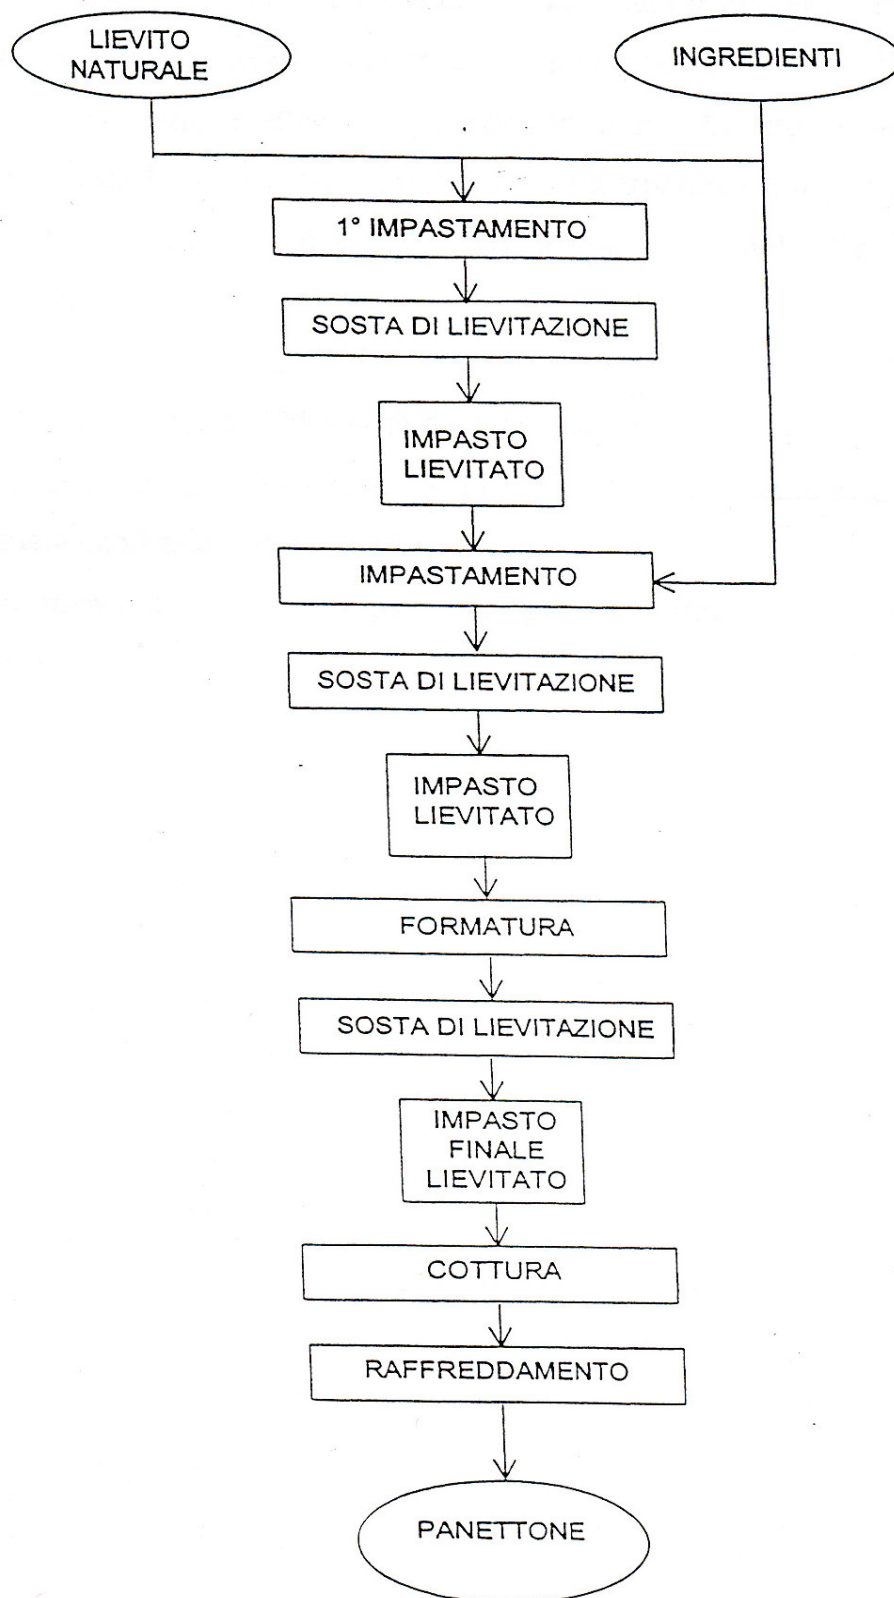 LIEVITO
NATURALE
INGREDIENTI
1° IMPASTAMENTO
SOSTA DI LIEVITAZIONE
IMPASTO
LIEVITATO
IMPASTAMENTO
SOSTA DI LIEVITAZIONE
IMPASTO
LIEVITATO
FORMATURA
SOSTA DI LIEVITAZIONE
IMPASTO
FINALE
LIEVITATO
COTTURA
RAFFREDDAMENTO
PANETTONE